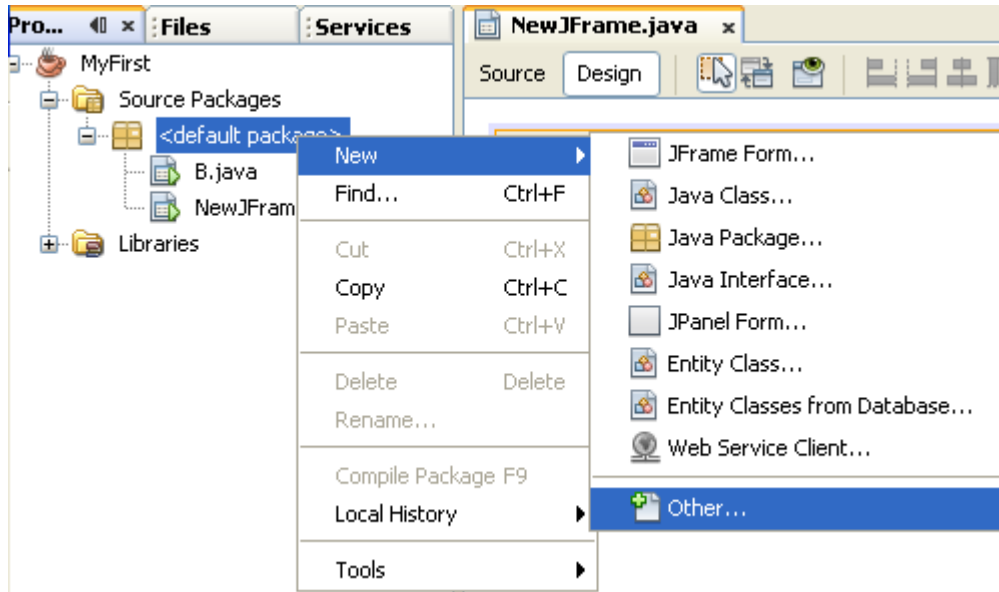 Pro... Files Services NewJFrame.java x
MyFirst
Source Design
Source Packages
<default package>
B.java
NewJFram
Libraries
New
Find... Ctrl+F
Cut Ctrl+X
Copy Ctrl+C
Paste Ctrl+V
Delete Delete
Rename...
Compile Package F9
Local History
Tools
JFrame Form...
Java Class...
Java Package...
Java Interface...
JPanel Form...
Entity Class...
Entity Classes from Database...
Web Service Client...
Other...